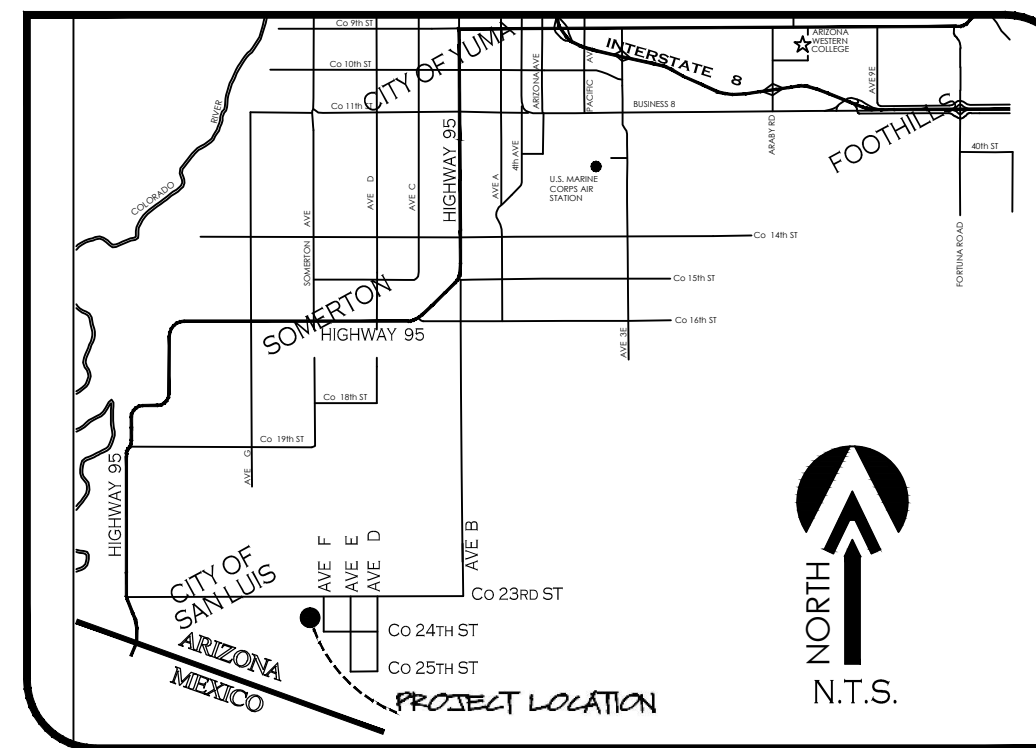 Co 9th ST
CITY OF YUMA
INTERSTATE 8
ARIZONA
WESTERN
COLLEGE
Co 10th ST
ARIZONA AVE
PACIFIC AV
AVE 9E
RIVER
Co 11th ST
BUSINESS 8
ARABY RD
FOOTHILLS
HIGHWAY 95
4th AVE
40th ST
U.S. MARINE
CORPS AIR
STATION
COLORADO
AVE D
AVE C
AVE A
SOMERTON AVE
Co 14th ST
FORTUNA ROAD
Co 15th ST
SOMERTON
HIGHWAY 95
Co 16th ST
AVE 3E
Co 18th ST
Co 19th ST
AVE G
HIGHWAY 95
AVE F
AVE E
AVE D
AVE B
CITY OF
SAN LUIS
Co 23RD ST
Co 24TH ST
ARIZONA
MEXICO
Co 25TH ST
PROJECT LOCATION
NORTH
N.T.S.